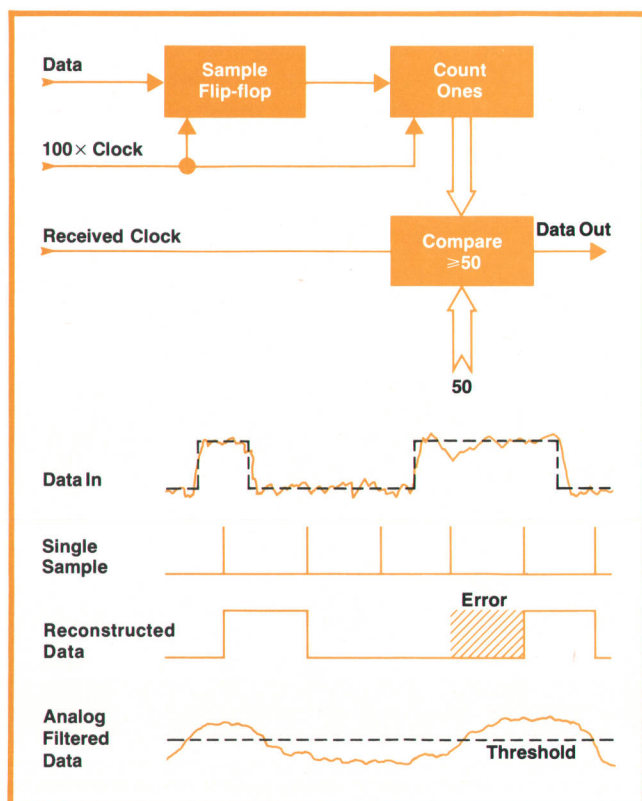 Data
Sample
Flip-flop
Count
Ones
100× Clock
Received Clock
Compare
≥50
Data Out
50
Data In
Single
Sample
Error
Reconstructed
Data
Analog
Filtered
Data
Threshold